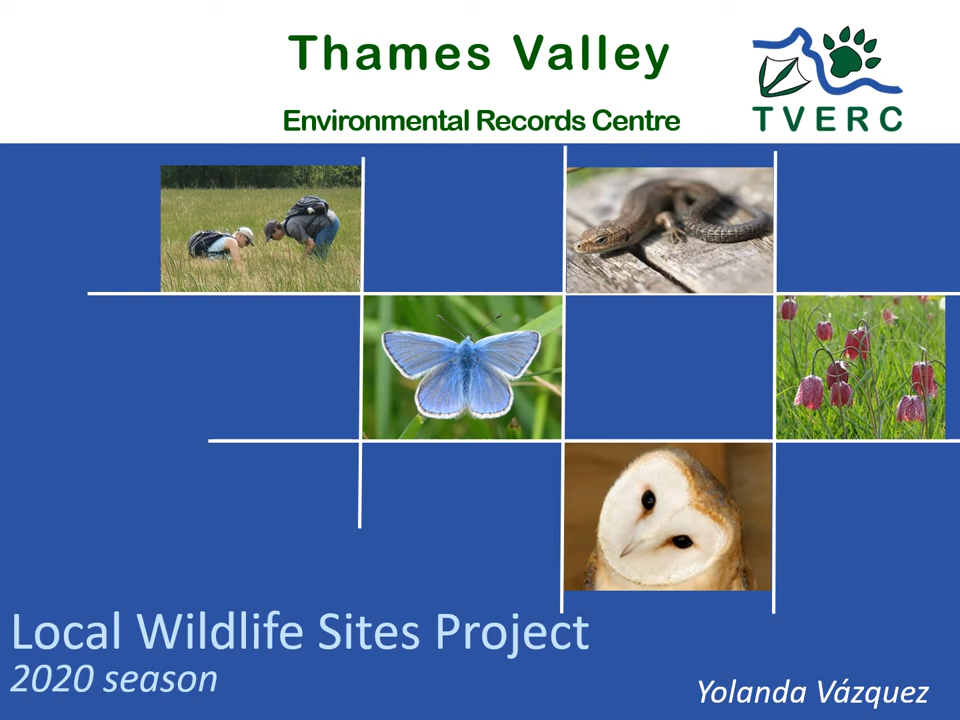 Thames Valley
Environmental Records Centre
TVERC
Local Wildlife Sites Project
2020 season
Yolanda Vázquez